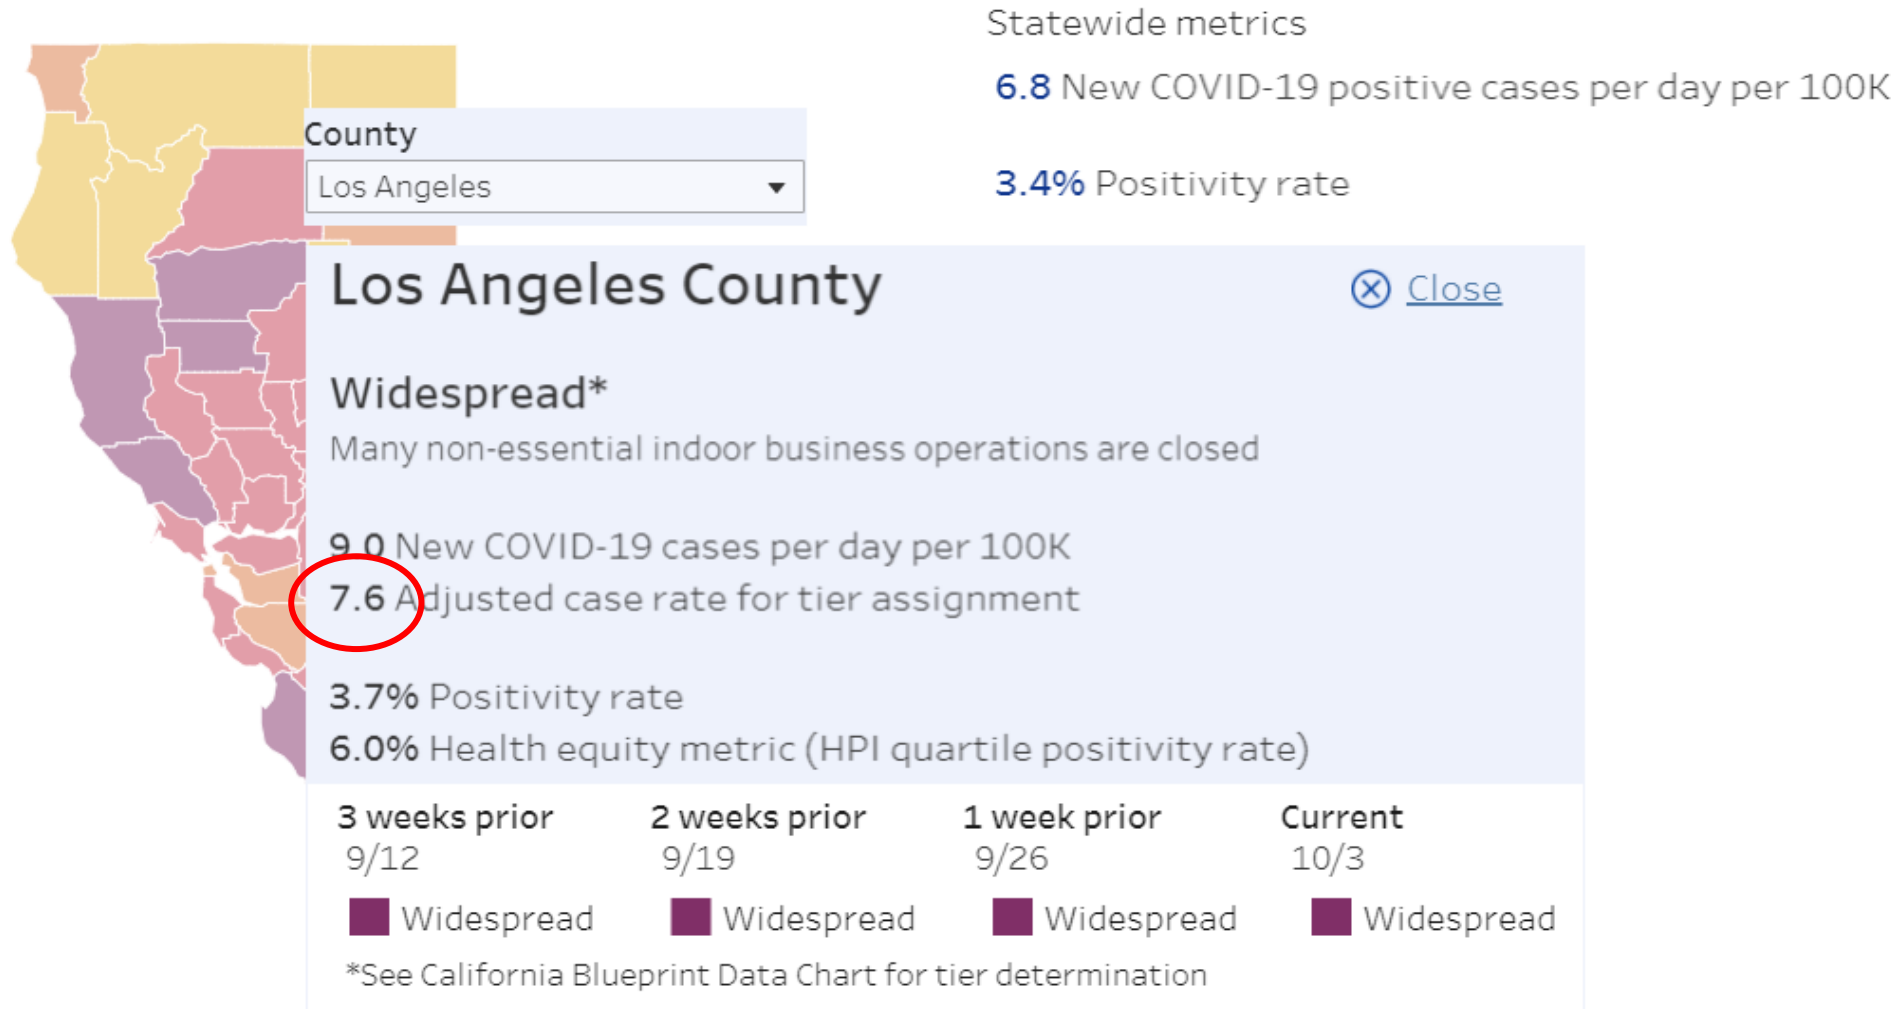 Statewide metrics
6.8 New COVID-19 positive cases per day per 100K
3.4% Positivity rate
County
Los Angeles
Los Angeles County
Close
Widespread*
Many non-essential indoor business operations are closed
9.0 New COVID-19 cases per day per 100K
7.6 Adjusted case rate for tier assignment
3.7% Positivity rate
6.0% Health equity metric (HPI quartile positivity rate)
3 weeks prior 2 weeks prior 1 week prior Current
9/12 9/19 9/26 10/3
Widespread Widespread Widespread Widespread
*See California Blueprint Data Chart for tier determination